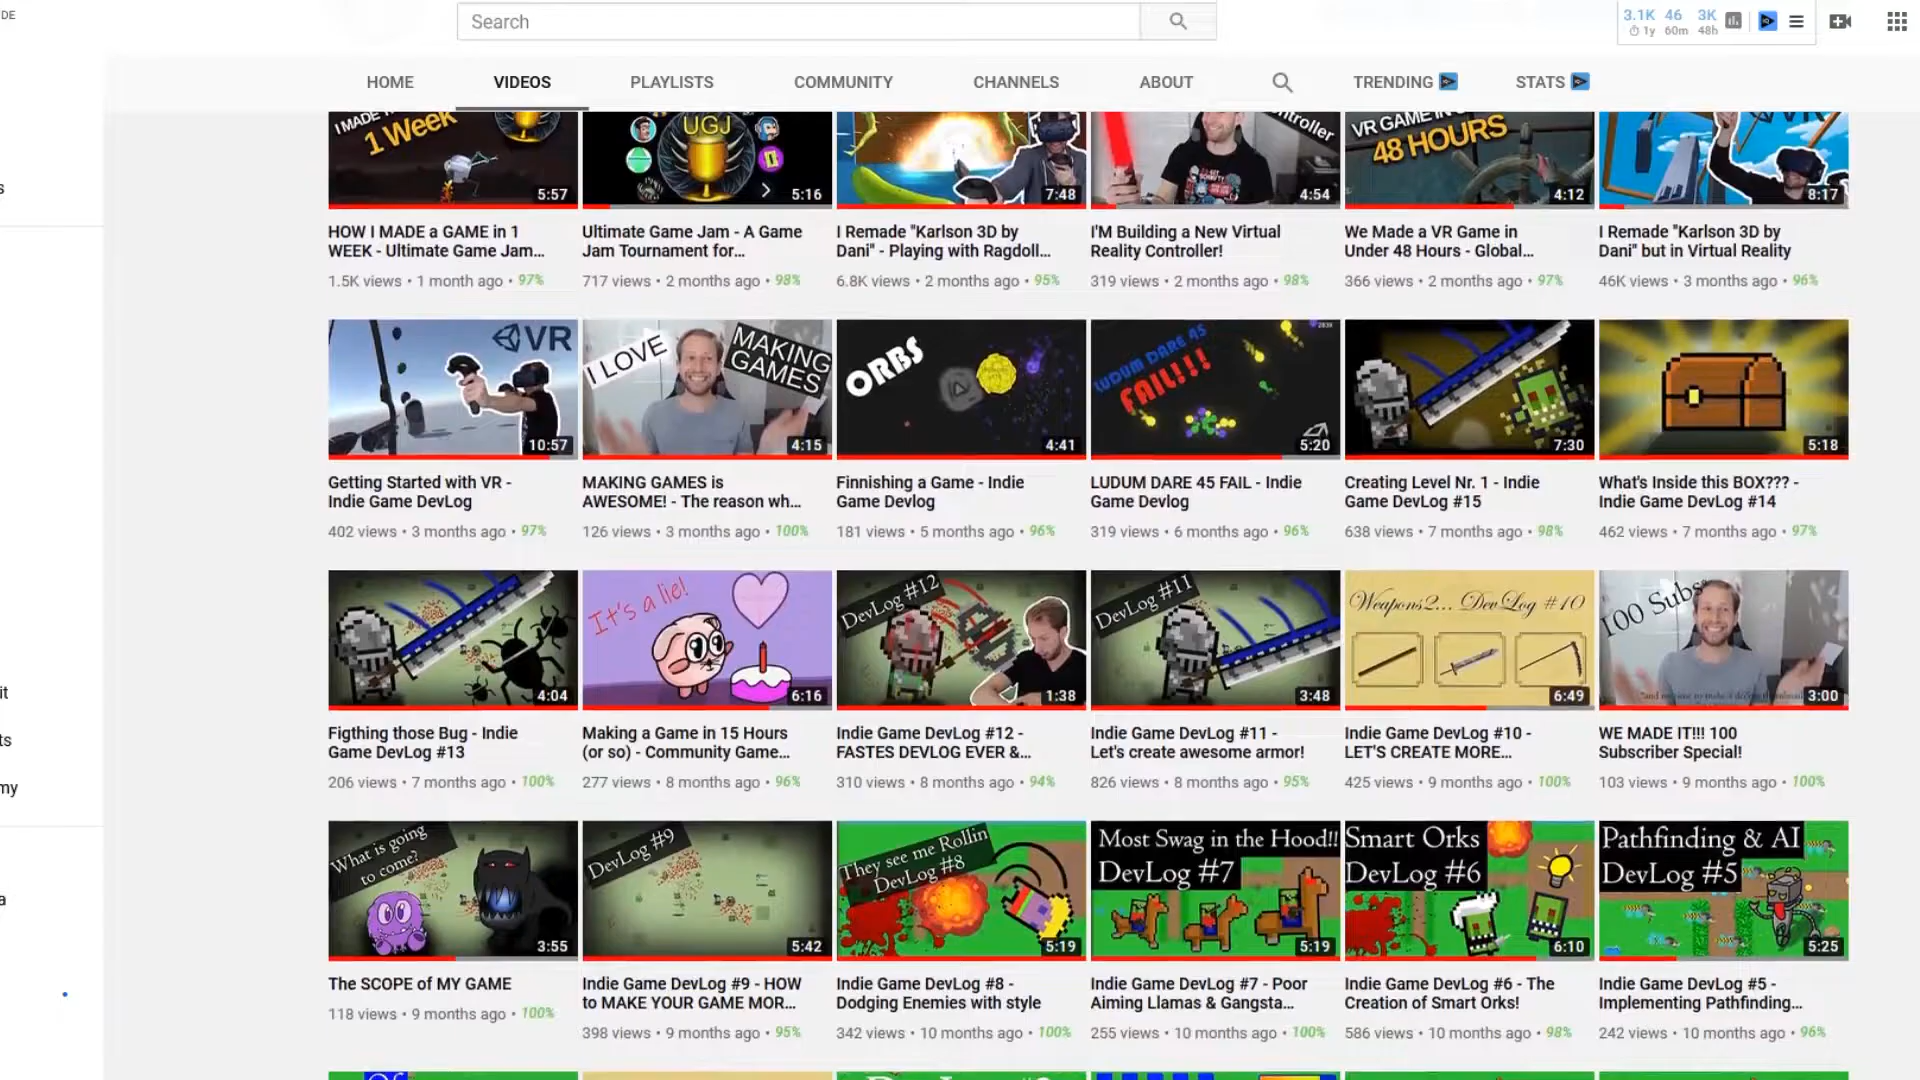 DE
Search
3.1K 46 3K
1y 60m 48h
HOME VIDEOS PLAYLISTS COMMUNITY CHANNELS ABOUT TRENDING STATS
1 Week
5:57
UGJ
5:16
7:48
ntroller
4:54
VR GAME IN
48 HOURS
4:12
8:17
HOW I MADE a GAME in 1
WEEK - Ultimate Game Jam...
1.5K views • 1 month ago • 97%
Ultimate Game Jam - A Game
Jam Tournament for...
717 views • 2 months ago • 98%
I Remade "Karlson 3D by
Dani" - Playing with Ragdoll...
6.8K views • 2 months ago • 95%
I'M Building a New Virtual
Reality Controller!
319 views • 2 months ago • 98%
We Made a VR Game in
Under 48 Hours - Global...
366 views • 2 months ago • 97%
I Remade "Karlson 3D by
Dani" but in Virtual Reality
46K views • 3 months ago • 96%
s
VR
10:57
I LOVE
MAKING
GAMES
4:15
ORBS
4:41
LUDUM DARE 45
FAIL!!!
5:20
7:30
5:18
Getting Started with VR -
Indie Game DevLog
402 views • 3 months ago • 97%
MAKING GAMES is
AWESOME! - The reason wh...
126 views • 3 months ago • 100%
Finnishing a Game - Indie
Game Devlog
181 views • 5 months ago • 96%
LUDUM DARE 45 FAIL - Indie
Game Devlog
319 views • 6 months ago • 96%
Creating Level Nr. 1 - Indie
Game DevLog #15
638 views • 7 months ago • 98%
What's Inside this BOX??? -
Indie Game DevLog #14
462 views • 7 months ago • 97%
4:04
It's a lie!
6:16
DevLog #12
1:38
DevLog #11
3:48
Weapons2... DevLog #10
6:49
100 Subs
3:00
it
ts
my
Figthing those Bug - Indie
Game DevLog #13
206 views • 7 months ago • 100%
Making a Game in 15 Hours
(or so) - Community Game...
277 views • 8 months ago • 96%
Indie Game DevLog #12 -
FASTES DEVLOG EVER &...
310 views • 8 months ago • 94%
Indie Game DevLog #11 -
Let's create awesome armor!
826 views • 8 months ago • 95%
Indie Game DevLog #10 -
LET'S CREATE MORE...
425 views • 9 months ago • 100%
WE MADE IT!!! 100
Subscriber Special!
103 views • 9 months ago • 100%
What is going
to come?
3:55
DevLog #9
5:42
They see me Rollin
DevLog #8
5:19
Most Swag in the Hood!!
DevLog #7
5:19
Smart Orks
DevLog #6
6:10
Pathfinding & AI
DevLog #5
5:25
a
The SCOPE of MY GAME
118 views • 9 months ago • 100%
Indie Game DevLog #9 - HOW
to MAKE YOUR GAME MOR...
398 views • 9 months ago • 95%
Indie Game DevLog #8 -
Dodging Enemies with style
342 views • 10 months ago • 100%
Indie Game DevLog #7 - Poor
Aiming Llamas & Gangsta...
255 views • 10 months ago • 100%
Indie Game DevLog #6 - The
Creation of Smart Orks!
586 views • 10 months ago • 98%
Indie Game DevLog #5 -
Implementing Pathfinding...
242 views • 10 months ago • 96%